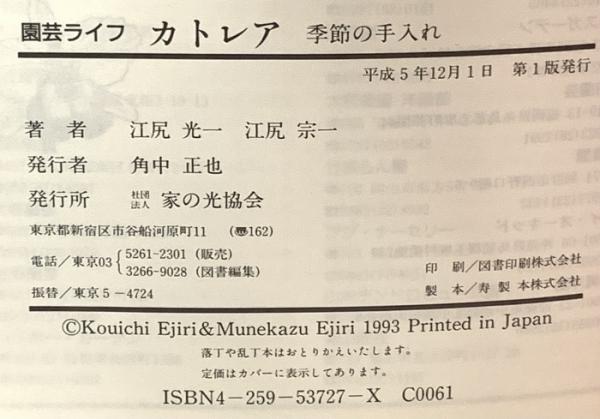 園芸ライフ カトレア 季節の手入れ
平成5年12月1日 第1版発行
著者 江尻 光一 江尻 宗一
発行者 角中 正也
発行所 社団法人 家の光協会
東京都新宿区市谷船河原町11 (〠162)
電話/東京03{5261-2301(販売)
3266-9028(図書編集)
振替/東京5-4724
印刷/図書印刷株式会社
製本/寿製本株式会社
©Kouichi Ejiri&Munekazu Ejiri 1993 Printed in Japan
落丁や乱丁本はおとりかえいたします。
定価はカバーに表示してあります。
ISBN4-259-53727-X C0061